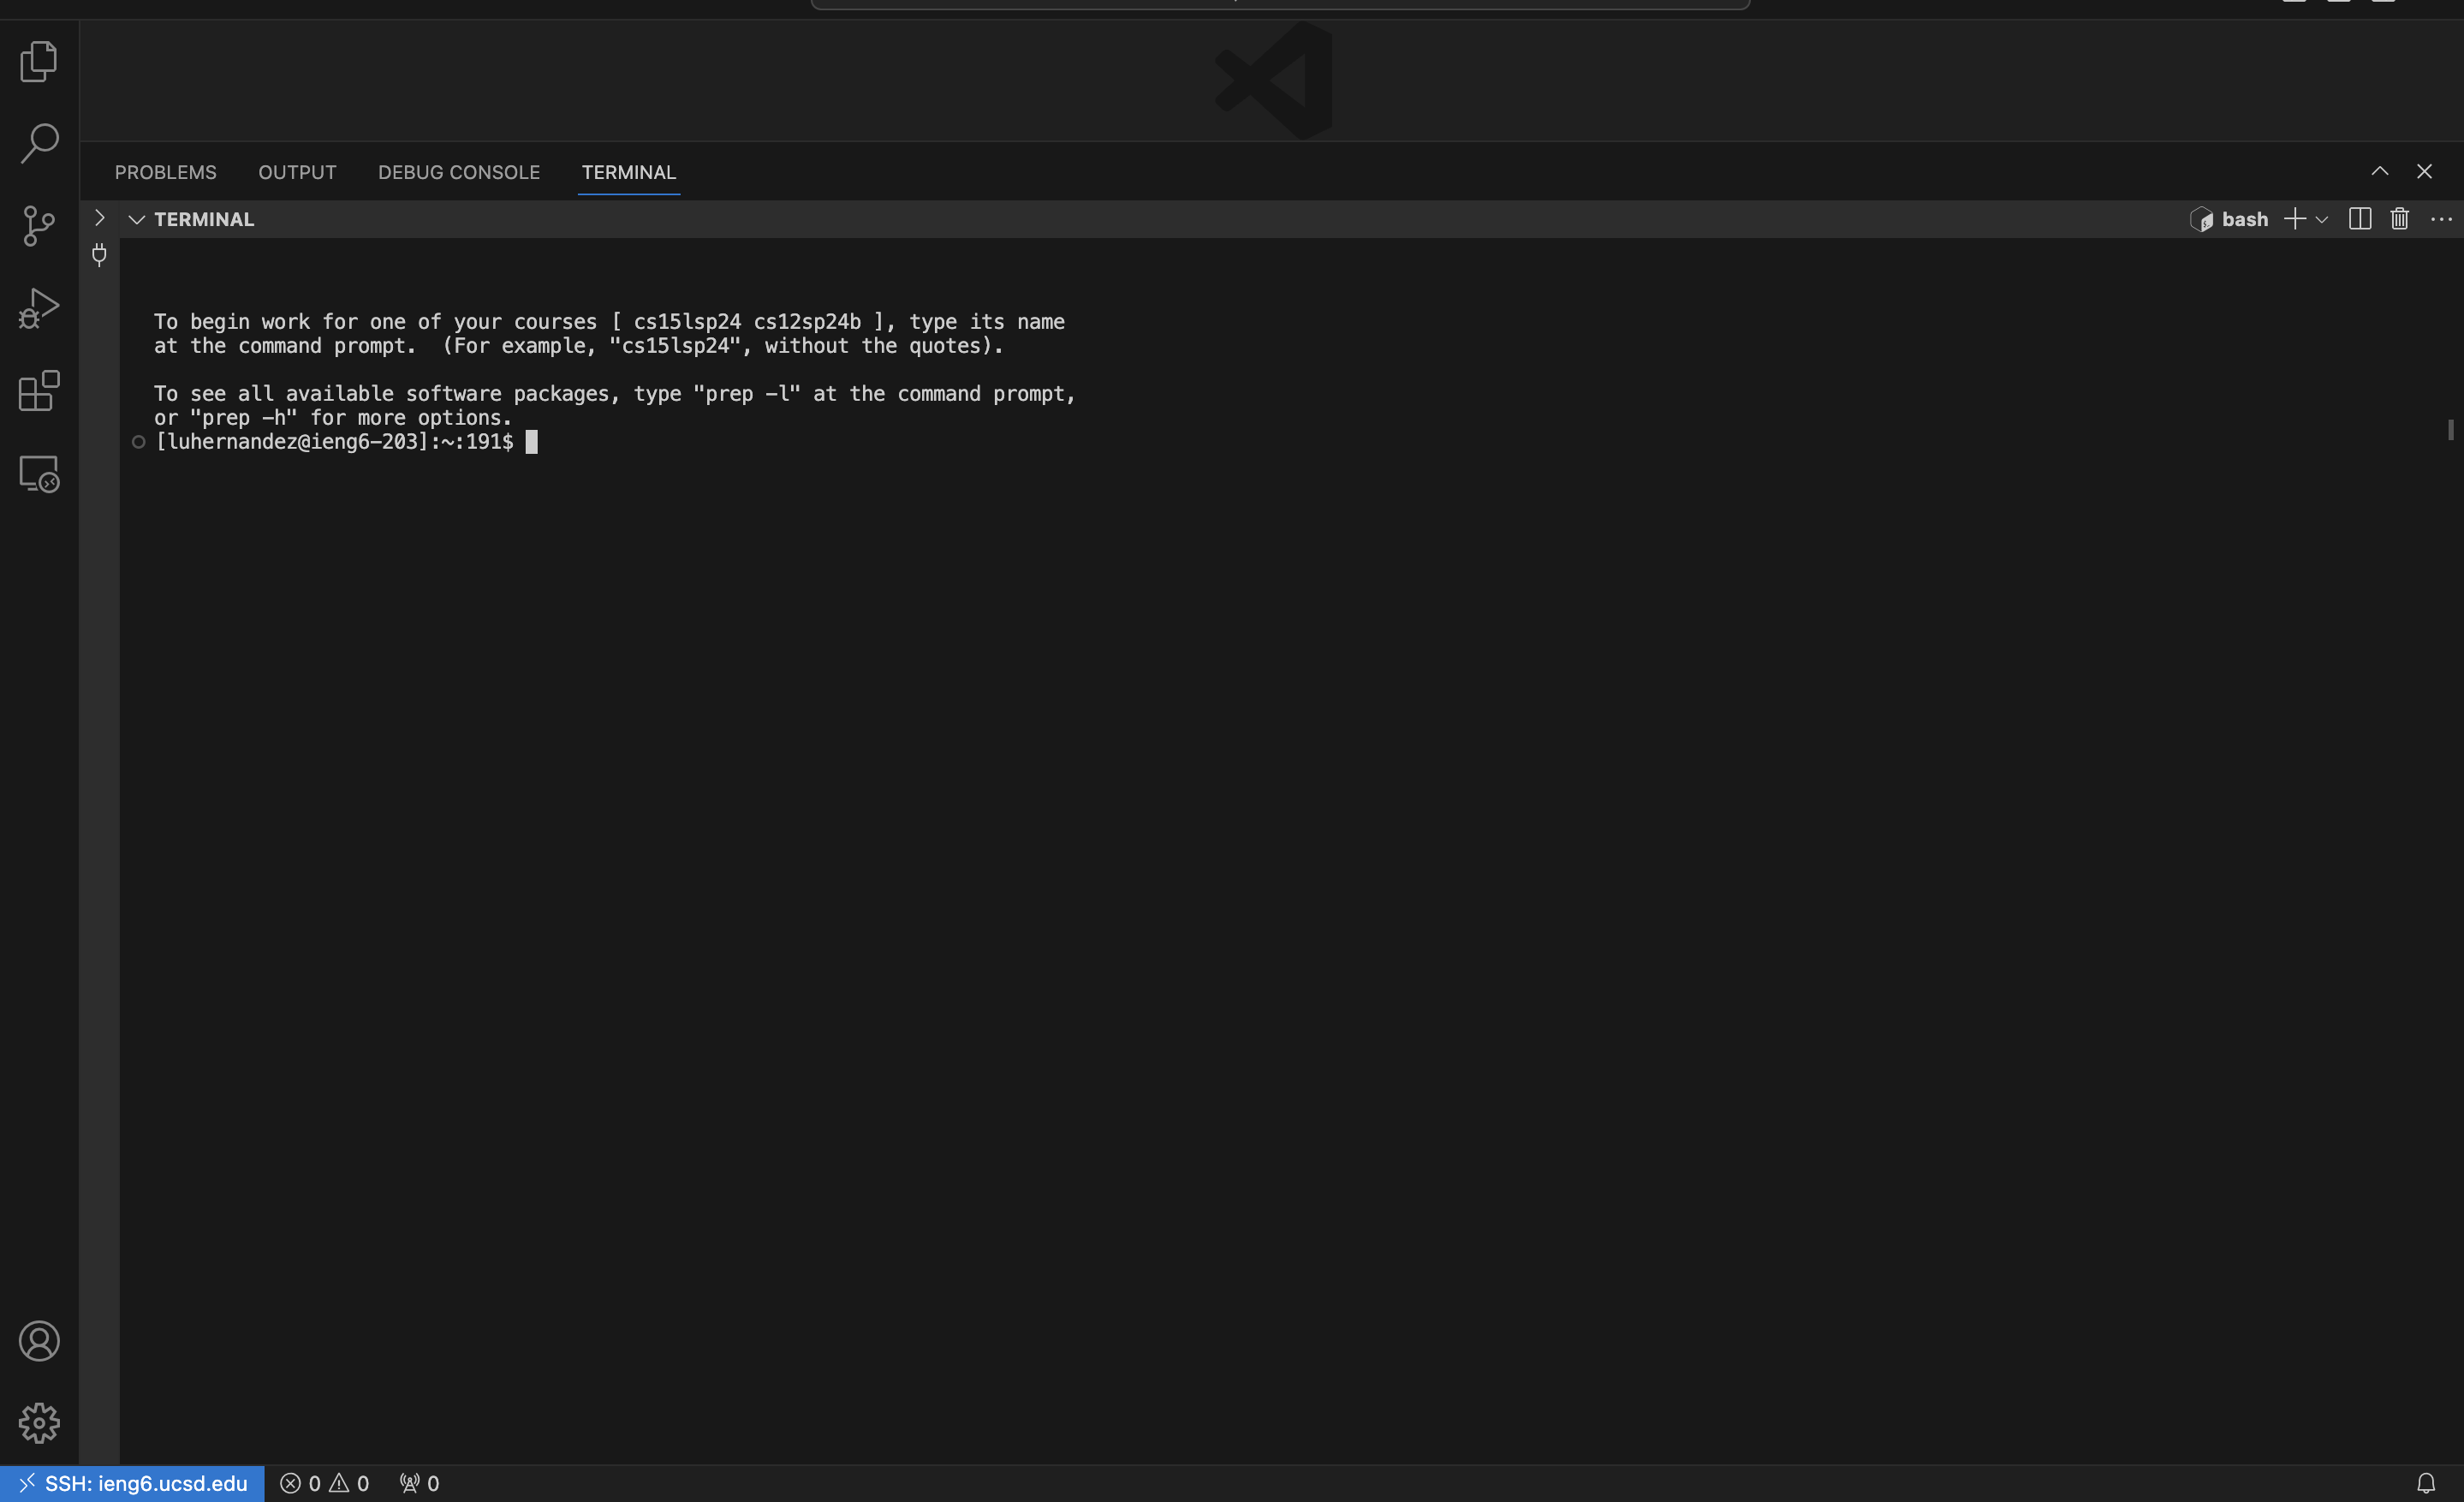 PROBLEMS OUTPUT DEBUG CONSOLE TERMINAL
TERMINAL bash
To begin work for one of your courses [ cs15lsp24 cs12sp24b ], type its name
at the command prompt.  (For example, "cs15lsp24", without the quotes).
To see all available software packages, type "prep -l" at the command prompt,
or "prep -h" for more options.
[luhernandez@ieng6-203]:~:191$
SSH: ieng6.ucsd.edu 0 0 0